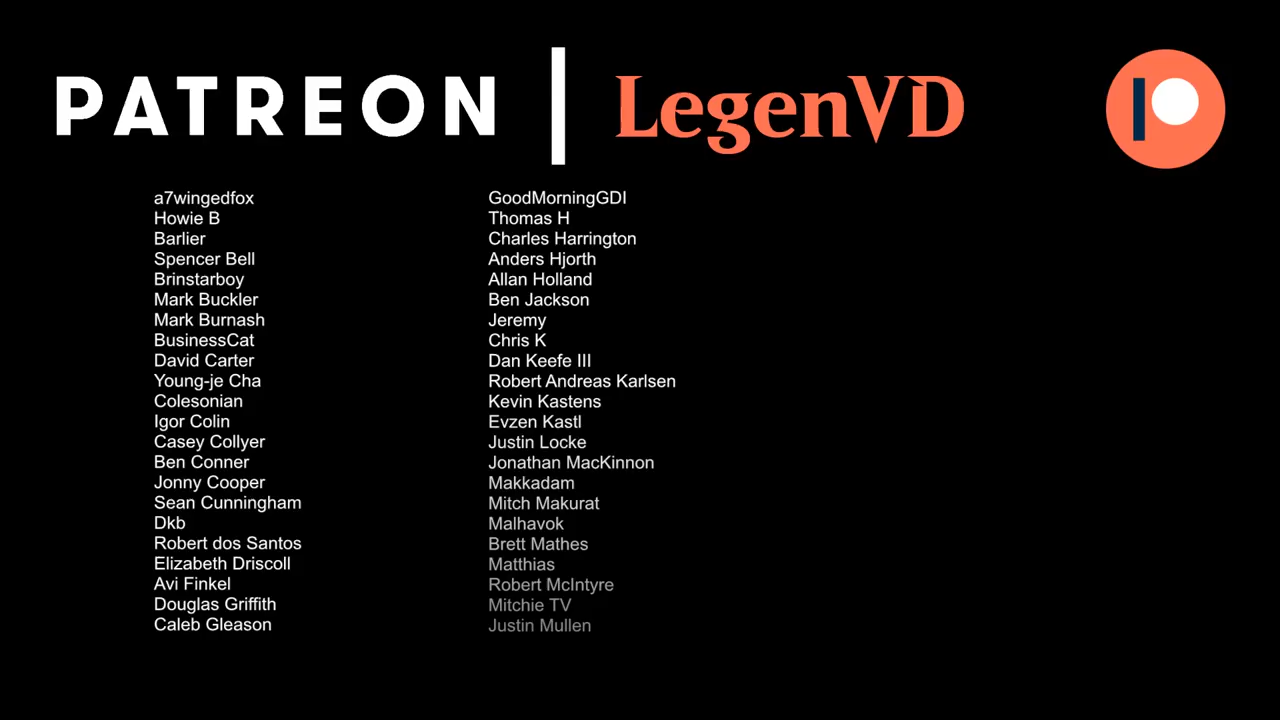 PATREON | LegenVD
a7wingedfox
Howie B
Barlier
Spencer Bell
Brinstarboy
Mark Buckler
Mark Burnash
BusinessCat
David Carter
Young-je Cha
Colesonian
Igor Colin
Casey Collyer
Ben Conner
Jonny Cooper
Sean Cunningham
Dkb
Robert dos Santos
Elizabeth Driscoll
Avi Finkel
Douglas Griffith
Caleb Gleason
GoodMorningGDI
Thomas H
Charles Harrington
Anders Hjorth
Allan Holland
Ben Jackson
Jeremy
Chris K
Dan Keefe III
Robert Andreas Karlsen
Kevin Kastens
Evzen Kastl
Justin Locke
Jonathan MacKinnon
Makkadam
Mitch Makurat
Malhavok
Brett Mathes
Matthias
Robert McIntyre
Mitchie TV
Justin Mullen